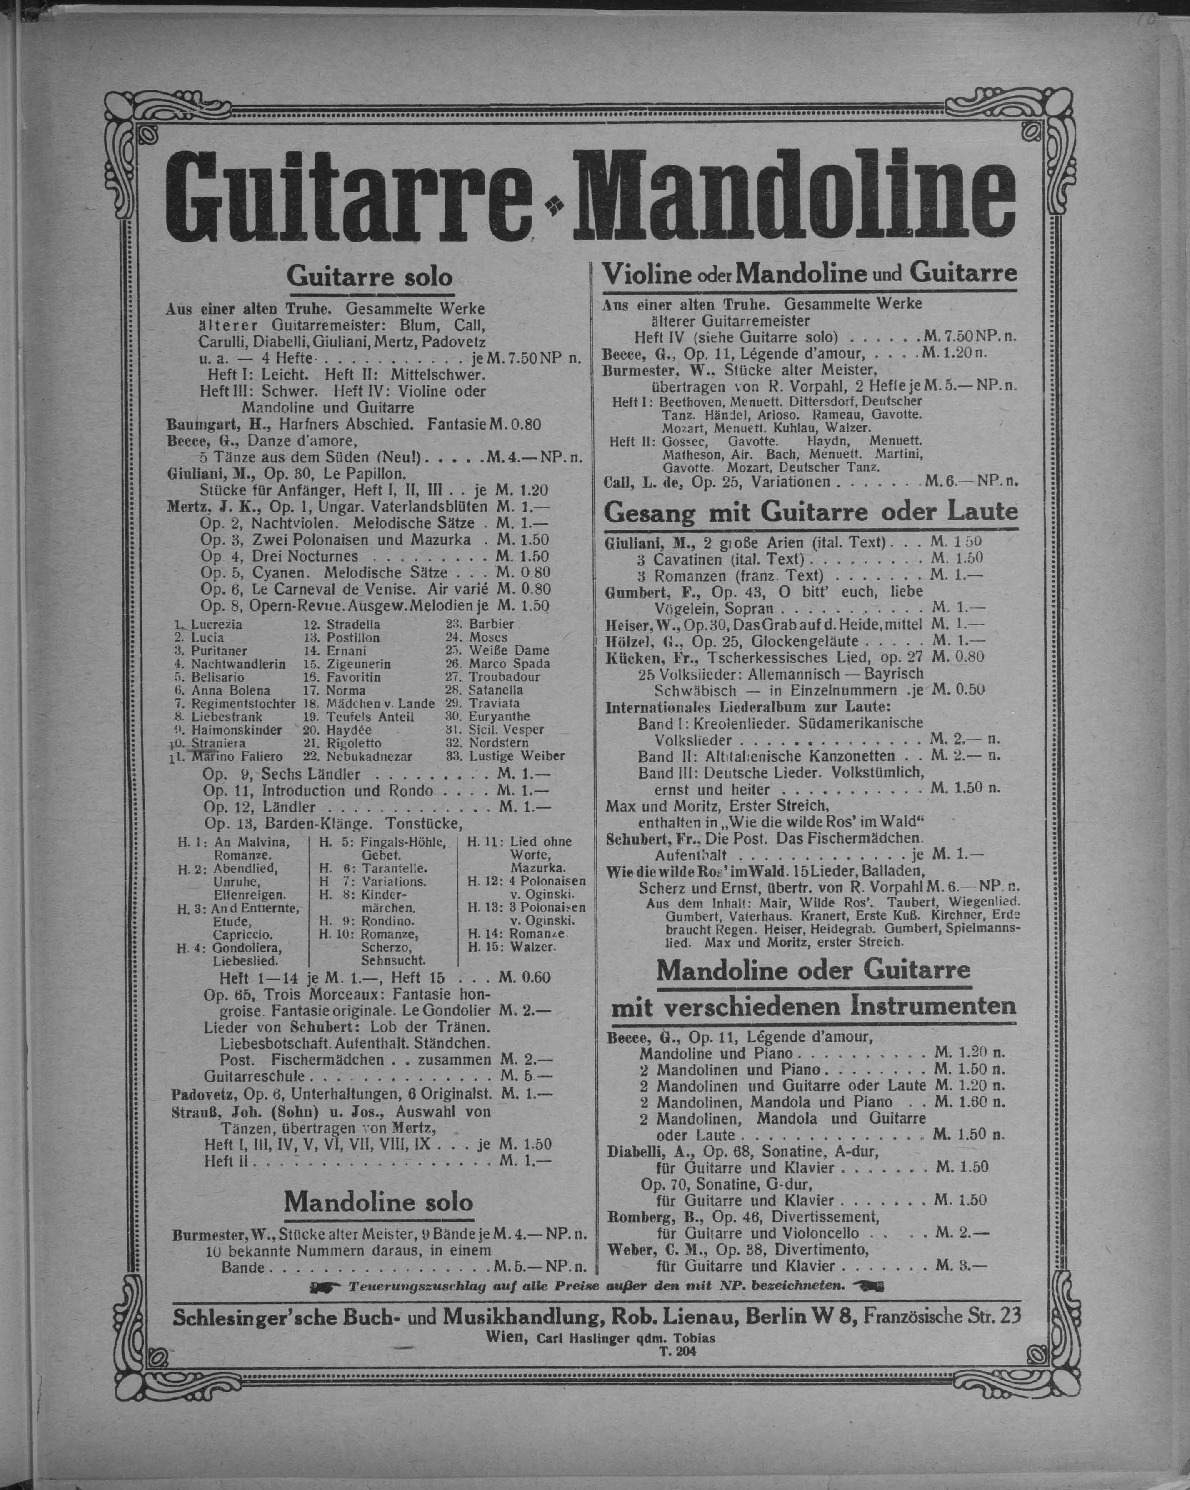 Guitarre Mandoline
Guitarre solo
Aus einer alten Truhe. Gesammelte Werke
älterer Guitarremeister: Blum, Call,
Carulli, Diabelli, Giuliani, Mertz, Padovetz
u. a. — 4 Hefte . . . . . . . . . . . je M. 7.50 NP n.
Heft I: Leicht. Heft II: Mittelschwer.
Heft III: Schwer. Heft IV: Violine oder
Mandoline und Guitarre
Baumgart, H., Harfners Abschied. Fantasie M. 0.80
Becce, G., Danze d'amore,
5 Tänze aus dem Süden (Neu!) . . . . . M. 4.— NP. n.
Giuliani, M., Op. 30, Le Papillon.
Stücke für Anfänger, Heft I, II, III . . je M. 1.20
Mertz, J. K., Op. 1, Ungar. Vaterlandsblüten M. 1.—
Op. 2, Nachtviolen. Melodische Sätze . M. 1.—
Op. 3, Zwei Polonaisen und Mazurka . M. 1.50
Op. 4, Drei Nocturnes . . . . . . . . . M. 1.50
Op. 5, Cyanen. Melodische Sätze . . . M. 0.80
Op. 6, Le Carneval de Venise. Air varié M. 0.80
Op. 8, Opern-Revue. Ausgew. Melodien je M. 1.50
1. Lucrezia 12. Stradella 23. Barbier
2. Lucia 13. Postillon 24. Moses
3. Puritaner 14. Ernani 25. Weiße Dame
4. Nachtwandlerin 15. Zigeunerin 26. Marco Spada
5. Belisario 16. Favoritin 27. Troubadour
6. Anna Bolena 17. Norma 28. Satanella
7. Regimentstochter 18. Mädchen v. Lande 29. Traviata
8. Liebestrank 19. Teufels Anteil 30. Euryanthe
9. Haimonskinder 20. Haydée 31. Sicil. Vesper
10. Straniera 21. Rigoletto 32. Nordstern
11. Marino Faliero 22. Nebukadnezar 33. Lustige Weiber
Op. 9, Sechs Ländler . . . . . . . . . M. 1.—
Op. 11, Introduction und Rondo . . . . M. 1.—
Op. 12, Ländler . . . . . . . . . . . . . M. 1.—
Op. 13, Barden-Klänge. Tonstücke,
H. 1: An Malvina, H. 5: Fingals-Höhle, H. 11: Lied ohne
Romanze. Gebet. Worte,
H. 2: Abendlied, H. 6: Tarantelle. Mazurka.
Unruhe, H 7: Variations. H. 12: 4 Polonaisen
Elfenreigen. H. 8: Kinder- v. Oginski.
H. 3: An d Entfernte, märchen. H. 13: 3 Polonaisen
Etude, H. 9: Rondino. v. Oginski.
Capriccio. H. 10: Romanze, H. 14: Romanze.
H. 4: Gondoliera, Scherzo, H. 15: Walzer.
Liebeslied. Sehnsucht.
Heft 1—14 je M. 1.—, Heft 15 . . . M. 0.60
Op. 65, Trois Morceaux: Fantasie hon-
groise. Fantasie originale. Le Gondolier M. 2.—
Lieder von Schubert: Lob der Tränen.
Liebesbotschaft. Aufenthalt. Ständchen.
Post. Fischermädchen . . zusammen M. 2.—
Guitarreschule . . . . . . . . . . . . . . M. 5.—
Padovetz, Op. 6, Unterhaltungen, 6 Originalst. M. 1.—
Strauß, Joh. (Sohn) u. Jos., Auswahl von
Tänzen, übertragen von Mertz,
Heft I, III, IV, V, VI, VII, VIII, IX . . . je M. 1.50
Heft II . . . . . . . . . . . . . . . . . . M. 1.—
Mandoline solo
Burmester, W., Stücke alter Meister, 9 Bände je M. 4.— NP. n.
10 bekannte Nummern daraus, in einem
Bande . . . . . . . . . . . . . . . . . M. 5.— NP. n.
Violine oder Mandoline und Guitarre
Aus einer alten Truhe. Gesammelte Werke
älterer Guitarremeister
Heft IV (siehe Guitarre solo) . . . . . . M. 7.50 NP. n.
Becce, G., Op. 11, Légende d'amour, . . . . M. 1.20 n.
Burmester, W., Stücke alter Meister,
übertragen von R. Vorpahl, 2 Hefte je M. 5.— NP. n.
Heft I: Beethoven, Menuett. Dittersdorf, Deutscher
Tanz. Händel, Arioso. Rameau, Gavotte.
Mozart, Menuett. Kuhlau, Walzer.
Heft II: Gossec, Gavotte. Haydn, Menuett.
Matheson, Air. Bach, Menuett. Martini,
Gavotte. Mozart, Deutscher Tanz.
Call, L. de, Op. 25, Variationen . . . . . . . M. 6.— NP. n.
Gesang mit Guitarre oder Laute
Giuliani, M., 2 große Arien (ital. Text) . . . M. 1 50
3 Cavatinen (ital. Text) . . . . . . . . . M. 1.50
3 Romanzen (franz. Text) . . . . . . . M. 1.—
Gumbert, F., Op. 43, O bitt' euch, liebe
Vögelein, Sopran . . . . . . . . . . . M. 1.—
Heiser, W., Op. 30, Das Grab auf d. Heide, mittel M. 1.—
Hölzel, G., Op. 25, Glockengeläute . . . . . M. 1.—
Kücken, Fr., Tscherkessisches Lied, op. 27 M. 0.80
25 Volkslieder: Allemannisch — Bayrisch
Schwäbisch — in Einzelnummern . je M. 0.50
Internationales Liederalbum zur Laute:
Band I: Kreolenlieder. Südamerikanische
Volkslieder . . . . . . . . . . . . . . M. 2.— n.
Band II: Altitalienische Kanzonetten . . M. 2.— n.
Band III: Deutsche Lieder. Volkstümlich,
ernst und heiter . . . . . . . . . . . M. 1.50 n.
Max und Moritz, Erster Streich,
enthalten in „Wie die wilde Ros' im Wald“
Schubert, Fr., Die Post. Das Fischermädchen.
Aufenthalt . . . . . . . . . . . . . je M. 1.—
Wie die wilde Ros' im Wald. 15 Lieder, Balladen,
Scherz und Ernst, übertr. von R. Vorpahl M. 6.— NP. n.
Aus dem Inhalt: Mair, Wilde Ros'. Taubert, Wiegenlied.
Gumbert, Vaterhaus. Kranert, Erste Kuß. Kirchner, Erde
braucht Regen. Heiser, Heidegrab. Gumbert, Spielmanns-
lied. Max und Moritz, erster Streich.
Mandoline oder Guitarre
mit verschiedenen Instrumenten
Becce, G., Op. 11, Légende d'amour,
Mandoline und Piano . . . . . . . . . . M. 1.20 n.
2 Mandolinen und Piano . . . . . . . . M. 1.50 n.
2 Mandolinen und Guitarre oder Laute M. 1.20 n.
2 Mandolinen, Mandola und Piano . . M. 1.60 n.
2 Mandolinen, Mandola und Guitarre
oder Laute . . . . . . . . . . . . . . M. 1.50 n.
Diabelli, A., Op. 68, Sonatine, A-dur,
für Guitarre und Klavier . . . . . . . M. 1.50
Op. 70, Sonatine, G-dur,
für Guitarre und Klavier . . . . . . . M. 1.50
Romberg, B., Op. 46, Divertissement,
für Guitarre und Violoncello . . . . . M. 2.—
Weber, C. M., Op. 38, Divertimento,
für Guitarre und Klavier . . . . . . . M. 3.—
Teuerungszuschlag auf alle Preise außer den mit NP. bezeichneten.
Schlesinger'sche Buch- und Musikhandlung, Rob. Lienau, Berlin W 8, Französische Str. 23
Wien, Carl Haslinger qdm. Tobias
T. 204